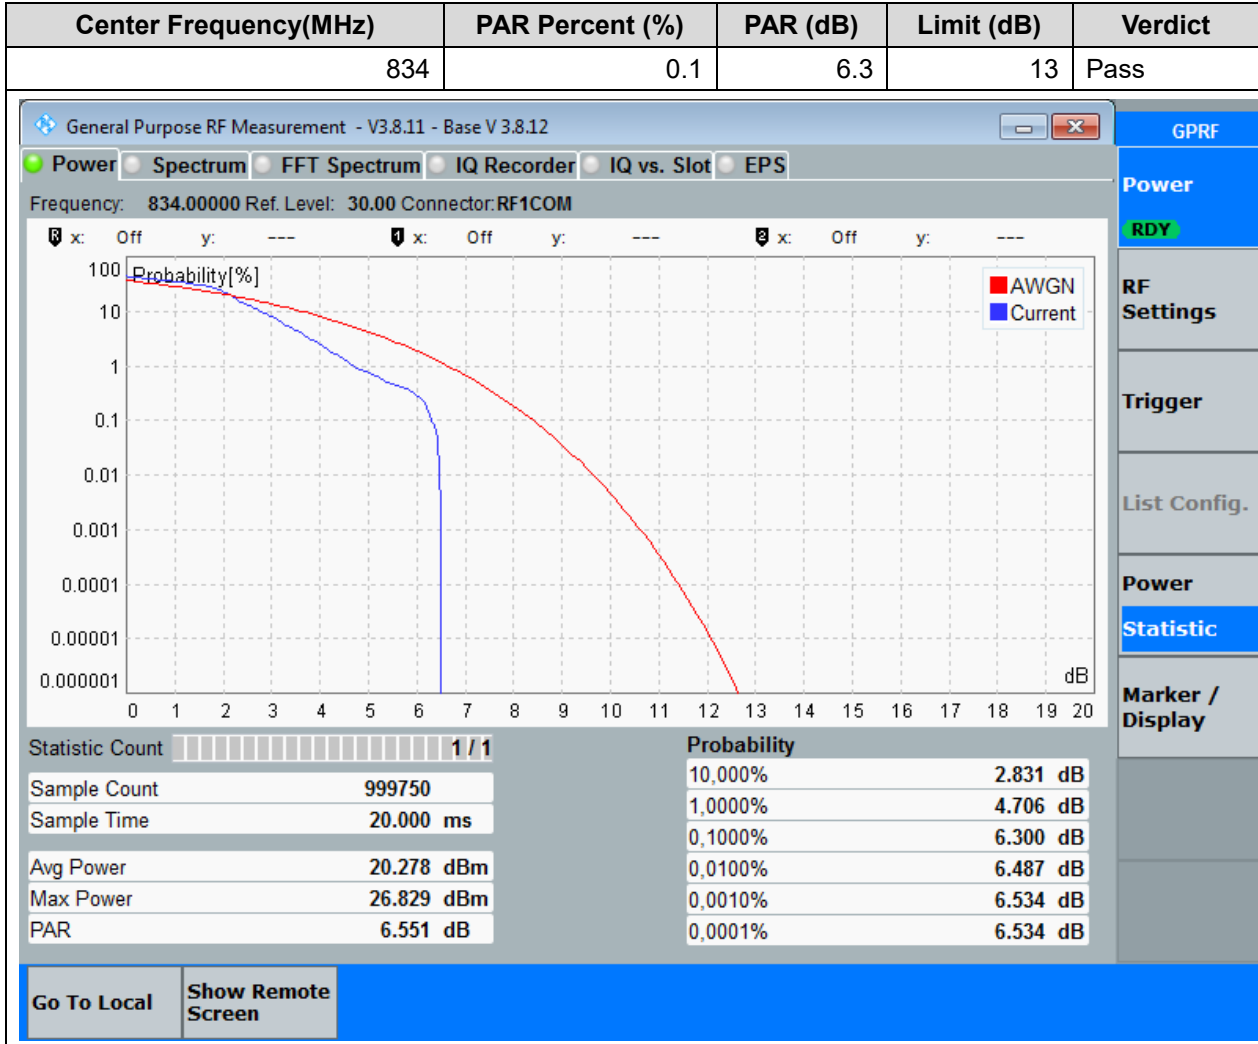 Center Frequency(MHz) PAR Percent (%) PAR (dB) Limit (dB) Verdict
834 0.1 6.3 13 Pass
General Purpose RF Measurement - V3.8.11 - Base V 3.8.12
GPRF
Power Spectrum FFT Spectrum IQ Recorder IQ vs. Slot EPS
Frequency: 834.00000 Ref. Level: 30.00 Connector: RF1COM
R x: Off y: --- 1 x: Off y: --- 2 x: Off y: ---
Probability[%]
100
10
1
0.1
0.01
0.001
0.0001
0.00001
0.000001
AWGN
Current
dB
0 1 2 3 4 5 6 7 8 9 10 11 12 13 14 15 16 17 18 19 20
Statistic Count 1 / 1
Sample Count 999750
Sample Time 20.000 ms
Avg Power 20.278 dBm
Max Power 26.829 dBm
PAR 6.551 dB
Probability
10,000% 2.831 dB
1,0000% 4.706 dB
0,1000% 6.300 dB
0,0100% 6.487 dB
0,0010% 6.534 dB
0,0001% 6.534 dB
Power
RDY
RF
Settings
Trigger
List Config.
Power
Statistic
Marker /
Display
Go To Local
Show Remote
Screen